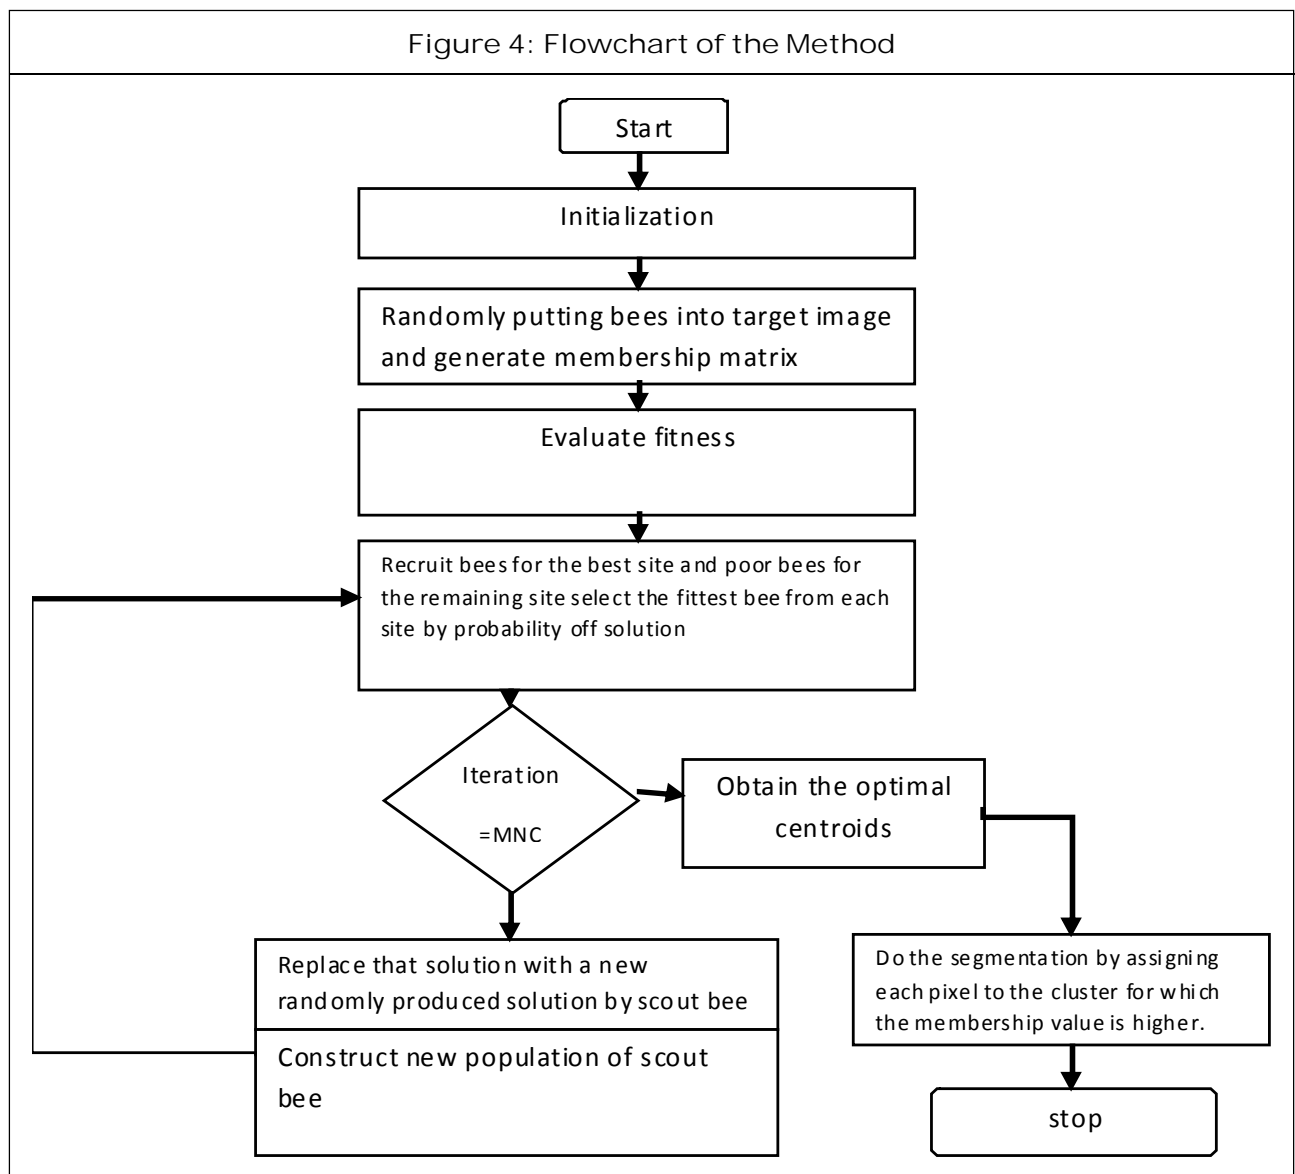 Figure 4: Flowchart of the Method
Start
Initialization
Randomly putting bees into target image
and generate membership matrix
Evaluate fitness
Recruit bees for the best site and poor bees for
the remaining site select the fittest bee from each
site by probability off solution
Iteration
=MNC
Obtain the optimal
centroids
Replace that solution with a new
randomly produced solution by scout bee
Construct new population of scout
bee
Do the segmentation by assigning
each pixel to the cluster for which
the membership value is higher.
stop